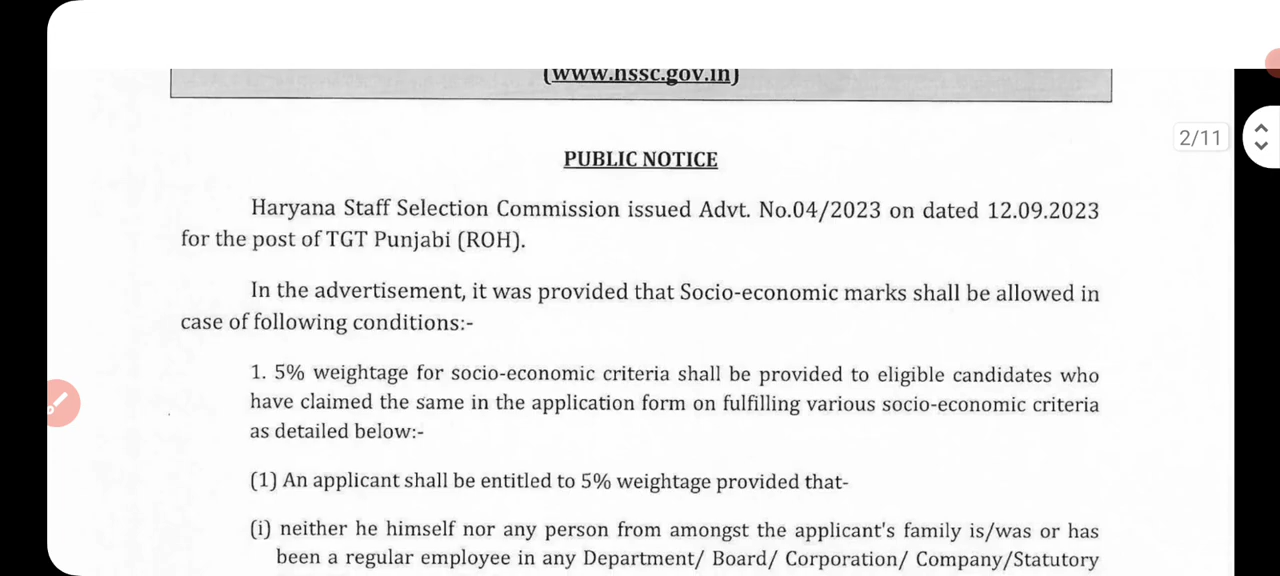 (www.hssc.gov.in)
PUBLIC NOTICE
2/11
Haryana Staff Selection Commission issued Advt. No.04/2023 on dated 12.09.2023
for the post of TGT Punjabi (ROH).
In the advertisement, it was provided that Socio-economic marks shall be allowed in
case of following conditions:-
1. 5% weightage for socio-economic criteria shall be provided to eligible candidates who
have claimed the same in the application form on fulfilling various socio-economic criteria
as detailed below:-
(1) An applicant shall be entitled to 5% weightage provided that-
(i) neither he himself nor any person from amongst the applicant's family is/was or has
been a regular employee in any Department/ Board/ Corporation/ Company/Statutory